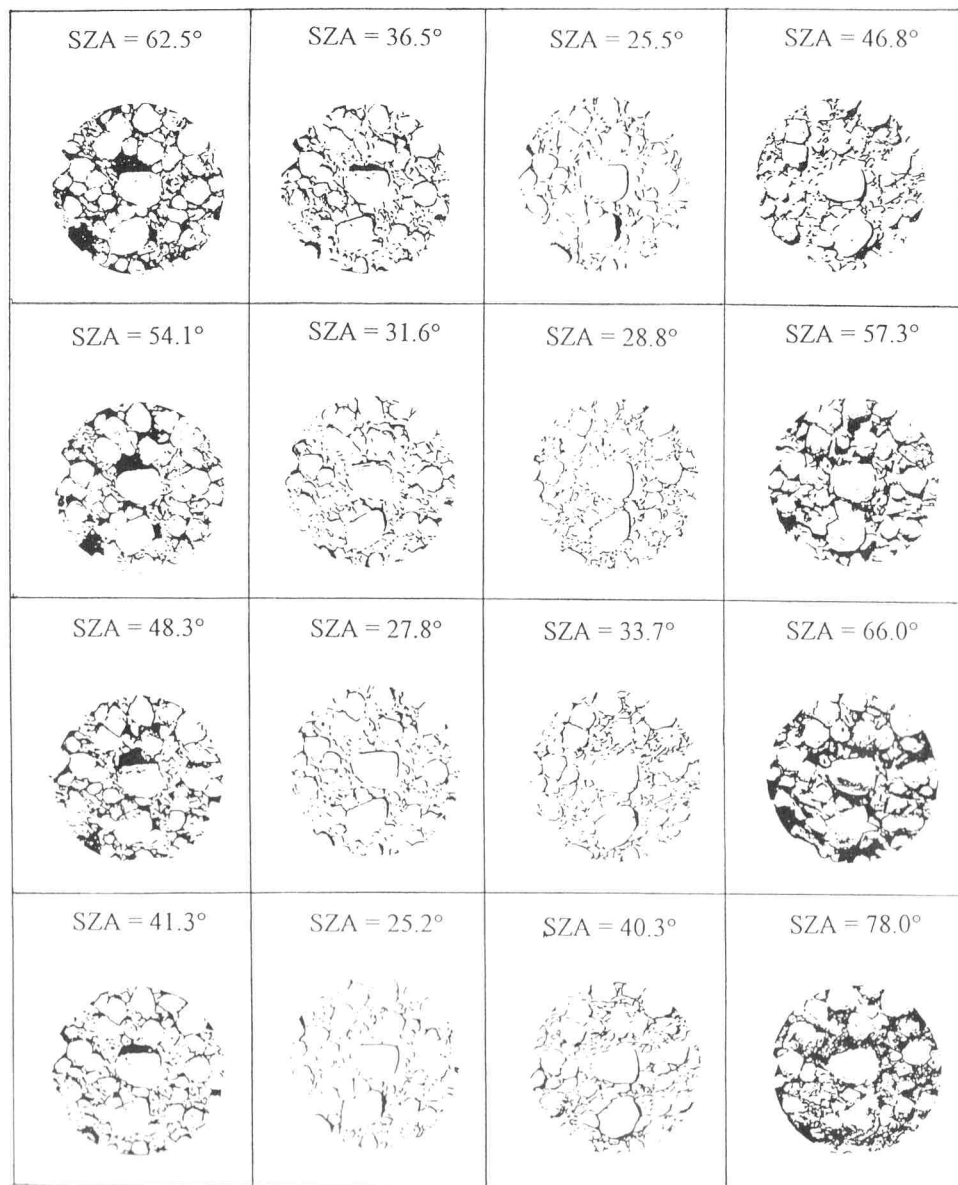 SZA = 62.5°
SZA = 36.5°
SZA = 25.5°
SZA = 46.8°
SZA = 54.1°
SZA = 31.6°
SZA = 28.8°
SZA = 57.3°
SZA = 48.3°
SZA = 27.8°
SZA = 33.7°
SZA = 66.0°
SZA = 41.3°
SZA = 25.2°
SZA = 40.3°
SZA = 78.0°